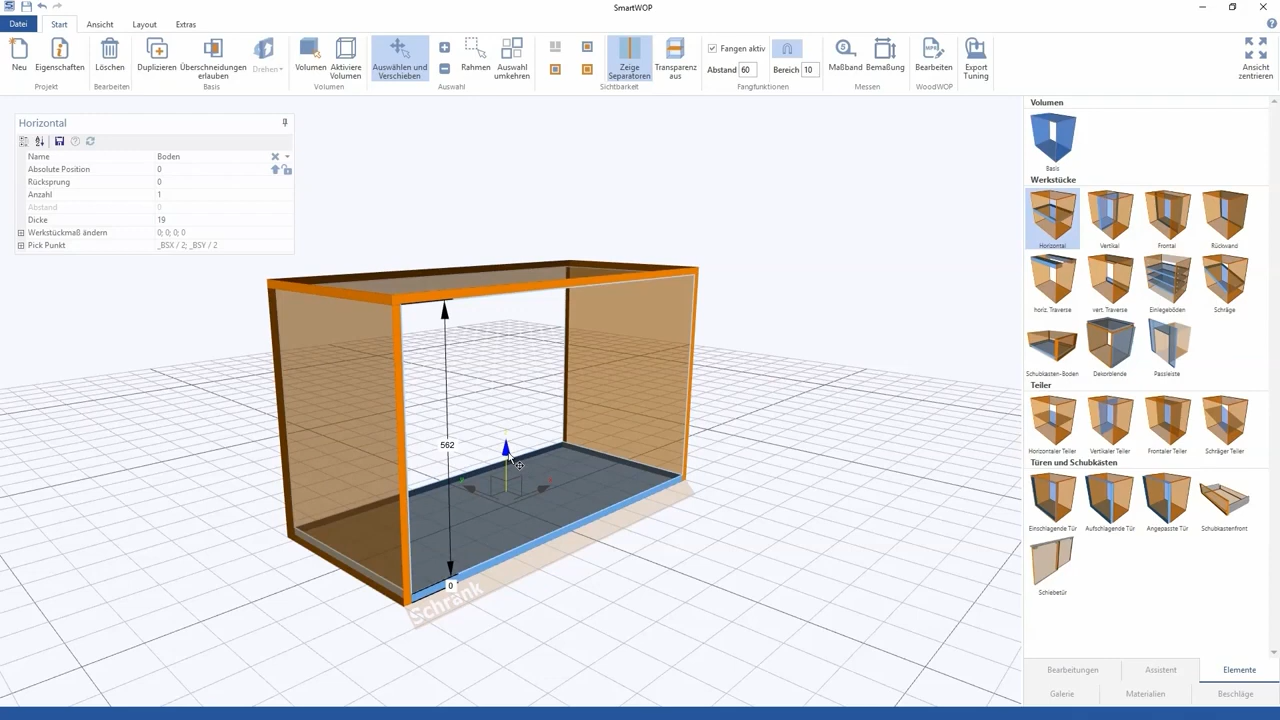 SmartWOP
Datei Start Ansicht Layout Extras
Neu Eigenschaften Löschen Duplizieren Überschneidungen erlauben Drehen Volumen Aktiviere Volumen Auswählen und Verschieben Rahmen Auswahl umkehren Zeige Separatoren Transparenz aus Fangen aktiv Abstand 60 Bereich 10 Maßband Bemaßung Bearbeiten Export Tuning Ansicht zentrieren
Projekt Bearbeiten Basis Volumen Auswahl Sichtbarkeit Fangfunktionen Messen WoodWOP
Horizontal
Name Boden
Absolute Position 0
Rücksprung 0
Anzahl 1
Abstand 0
Dicke 19
Werkstückmaß ändern 0; 0; 0; 0
Pick Punkt _BSX / 2; _BSY / 2
562
0
Schrank
Volumen
Basis
Werkstücke
Horizontal Vertikal Frontal Rückwand
horiz. Traverse vert. Traverse Einlegeböden Schräge
Schubkasten-Boden Dekorblende Passleiste
Teiler
Horizontaler Teiler Vertikaler Teiler Frontaler Teiler Schräger Teiler
Türen und Schubkästen
Einschlagende Tür Aufschlagende Tür Angepasste Tür Schubkastenfront
Schiebetür
Bearbeitungen Assistent Elemente
Galerie Materialien Beschläge